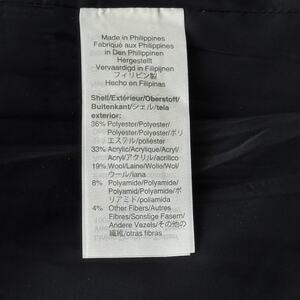 Made in Philippines
Fabriqué aux Philippines
in Den Philippinen
Hergestellt
Vervaardigd in Filipijnen
フィリピン製
Hecho en Filipinas
Shell/Extérieur/Oberstoff/
Buitenkant/シェル/tela
exterior:
36% Polyester/Polyester/
Polyester/Polyester/ポリ
エステル/poliéster
33% Acrylic/Acrylique/Acryl/
Acryl/アクリル/acrílico
19% Wool/Laine/Wolle/Wol/
ウール/lana
8% Polyamide/Polyamide/
Polyamid/Polyamide/ポ
リアミド/poliamida
4% Other Fibers/Autres
Fibres/Sonstige Fasern/
Andere Vezels/その他の
繊維/otras fibras